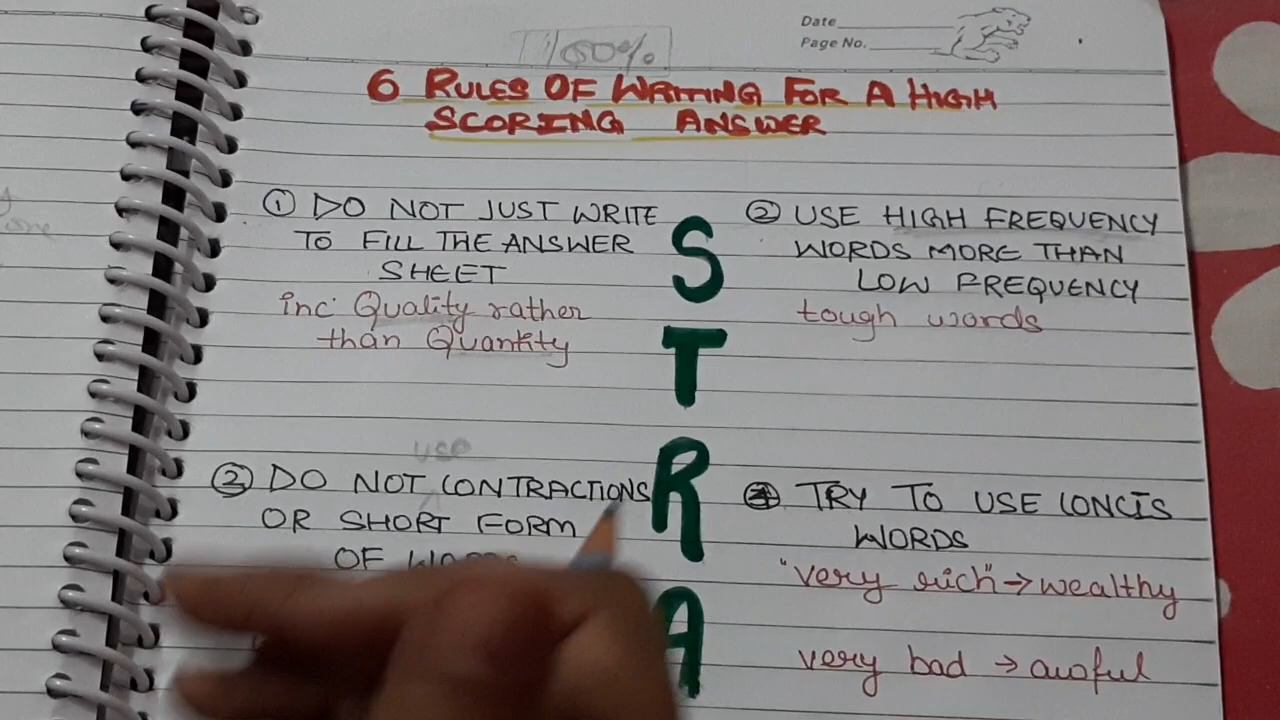 Date
Page No.
100%
6 RULES OF WRITING FOR A HIGH
SCORING ANSWER
① DO NOT JUST WRITE
TO FILL THE ANSWER
SHEET
inc Quality rather
than Quantity
② USE HIGH FREQUENCY
WORDS MORE THAN
LOW FREQUENCY
tough words
S
T
R
A
use
③ DO NOT CONTRACTIONS
OR SHORT FORM
OF
④ TRY TO USE CONCIS
WORDS
"very rich" → wealthy
very bad → awful